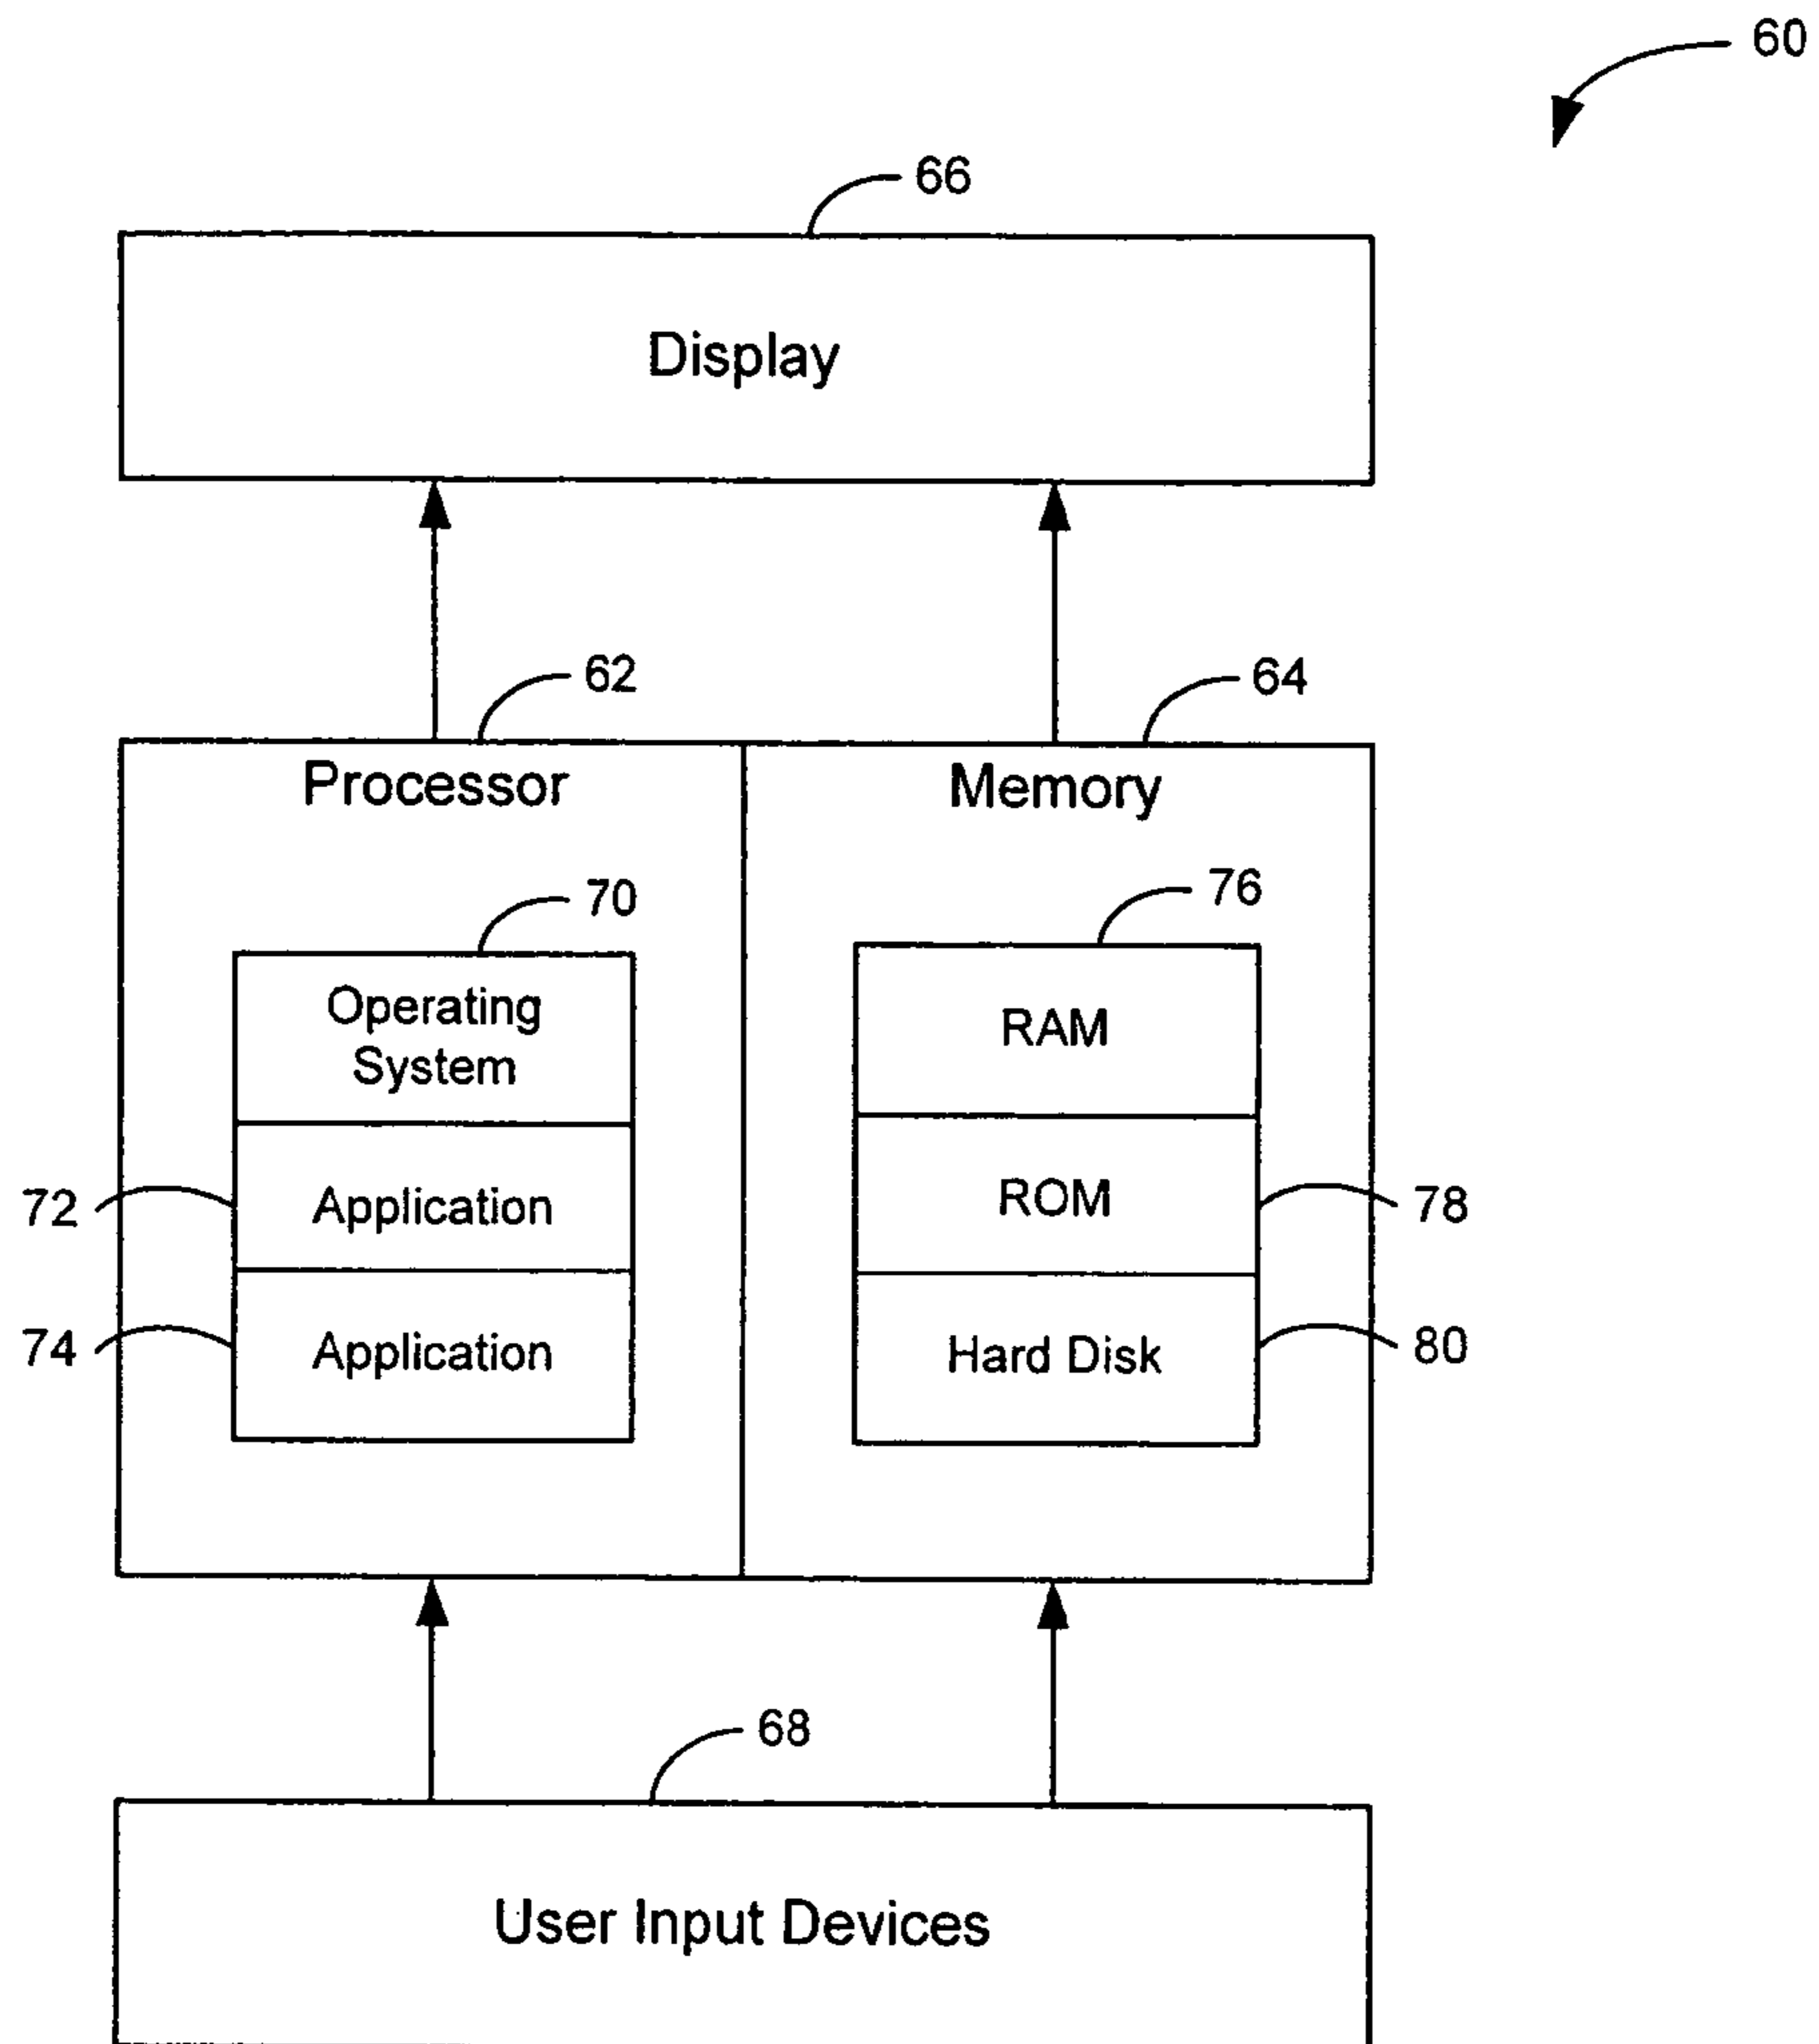 60
66
Display
62
64
Processor
Memory
70
76
Operating
System
RAM
72
Application
ROM
78
74
Application
Hard Disk
80
68
User Input Devices